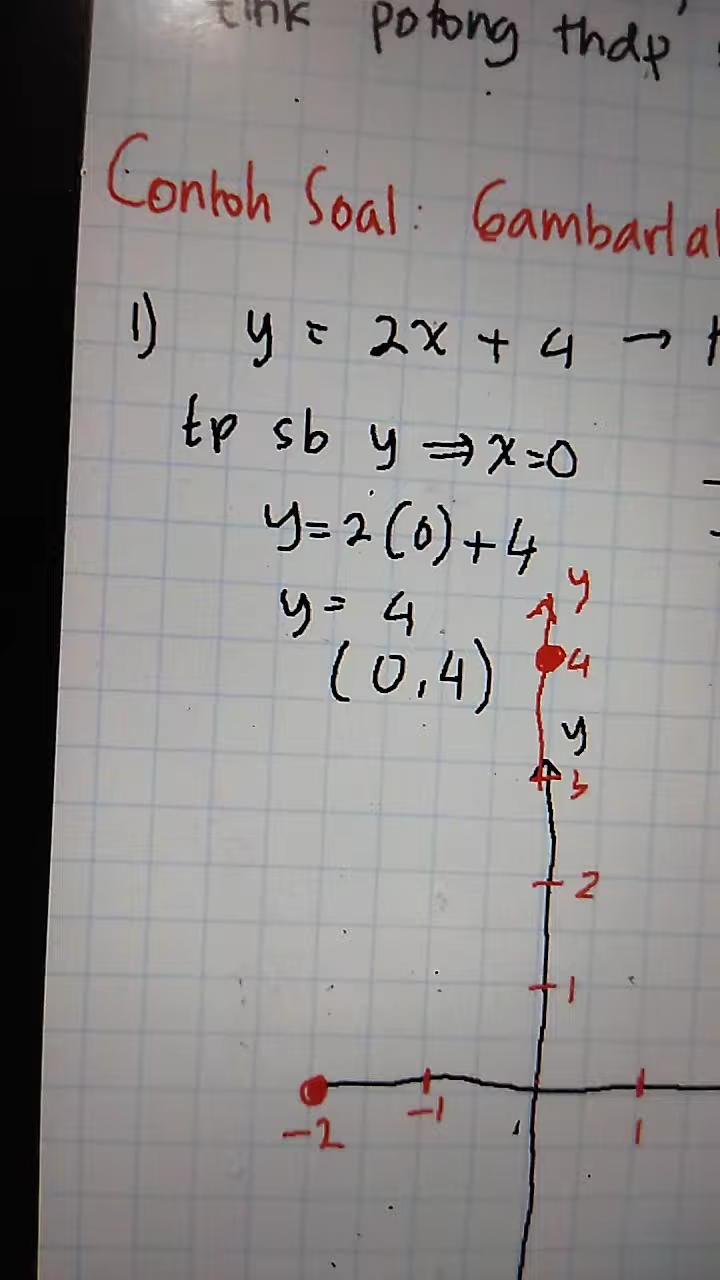 titik potong thdp
Contoh Soal: Gambarla
1) y = 2x + 4 →
tp sb y ⇒ x=0
y=2(0)+4
y = 4
(0,4)
y
4
y
3
2
1
-2 -1 1